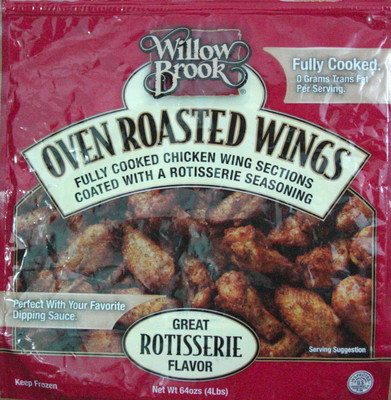 Willow
Brook
Fully Cooked.
0 Grams Trans Fat
Per Serving
OVEN ROASTED WINGS
FULLY COOKED CHICKEN WING SECTIONS
COATED WITH A ROTISSERIE SEASONING
Perfect With Your Favorite
Dipping Sauce.
GREAT
ROTISSERIE
FLAVOR
Serving Suggestion
Keep Frozen
Net Wt 64ozs (4Lbs)